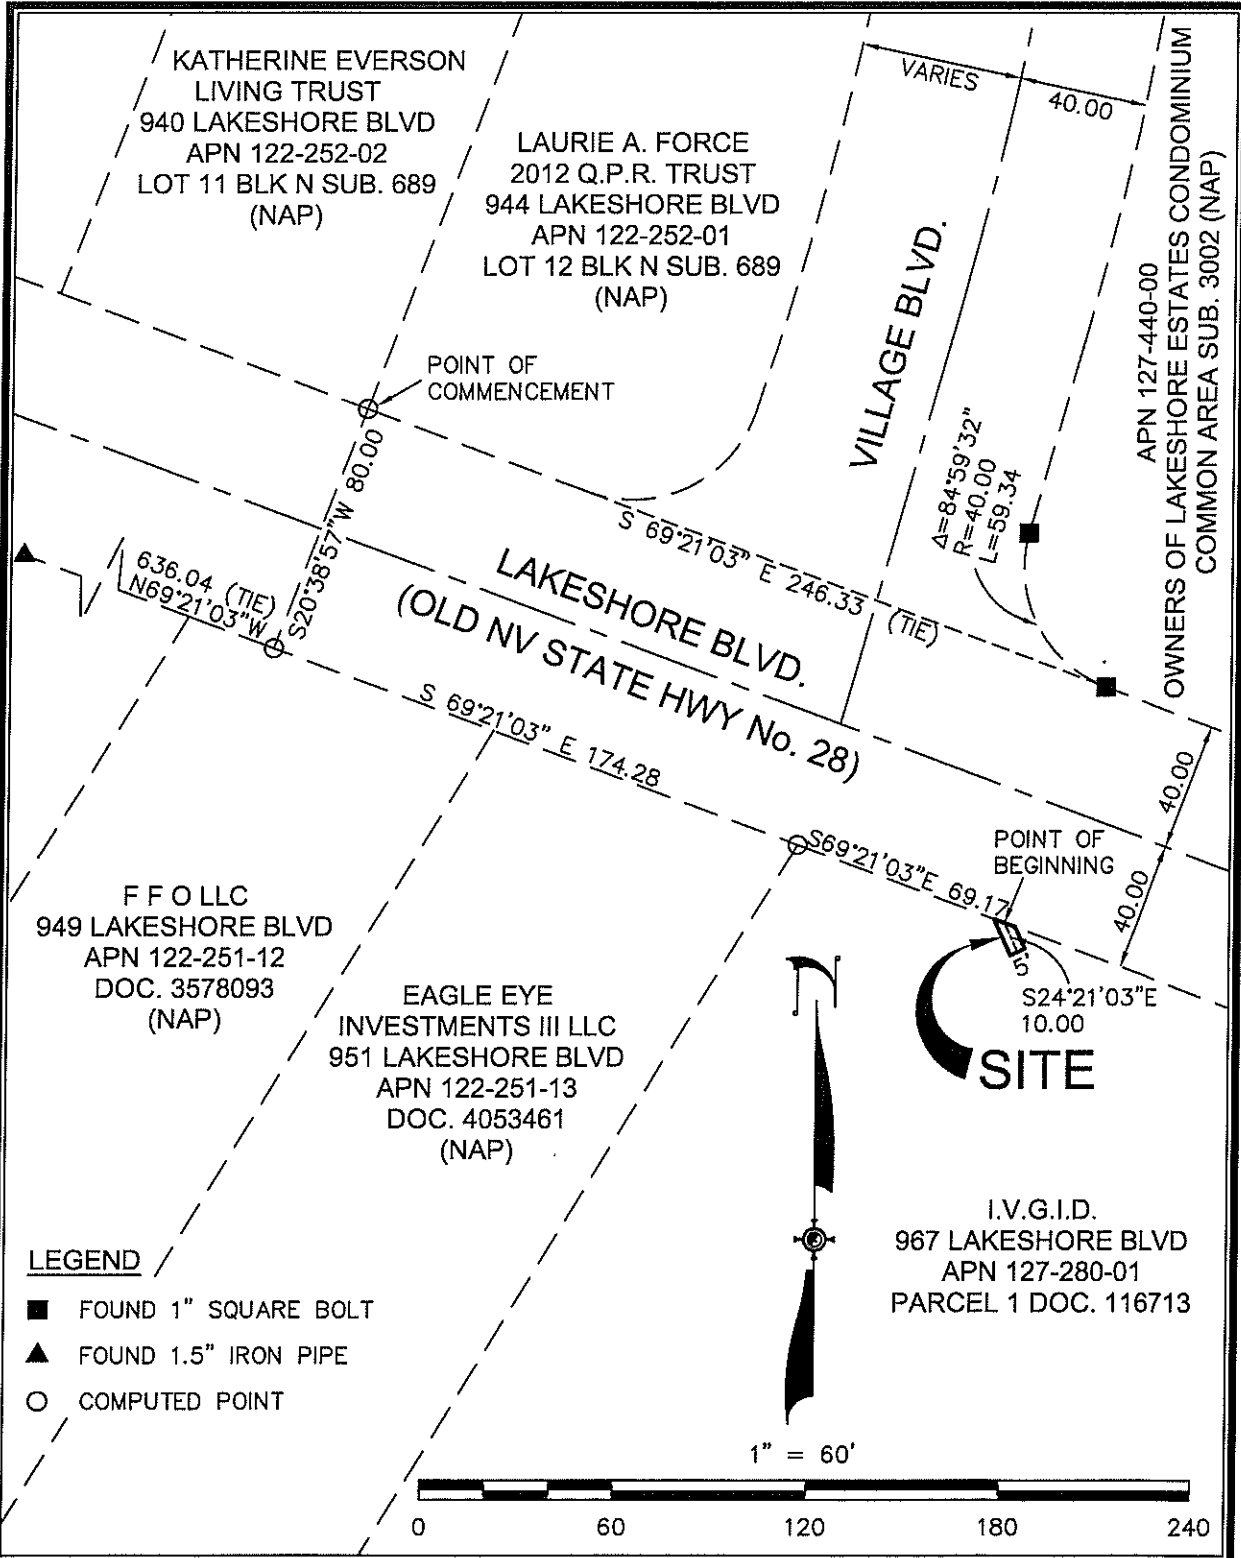 KATHERINE EVERSON
LIVING TRUST
940 LAKESHORE BLVD
APN 122-252-02
LOT 11 BLK N SUB. 689
(NAP)
LAURIE A. FORCE
2012 Q.P.R. TRUST
944 LAKESHORE BLVD
APN 122-252-01
LOT 12 BLK N SUB. 689
(NAP)
VARIES
40.00
APN 127-440-00
OWNERS OF LAKESHORE ESTATES CONDOMINIUM
COMMON AREA SUB. 3002 (NAP)
VILLAGE BLVD.
POINT OF
COMMENCEMENT
Δ=84°59'32"
R=40.00
L=59.34
S20°38'57"W 80.00
636.04 (TIE)
N69°21'03"W
S 69°21'03" E 246.33 (TIE)
LAKESHORE BLVD.
(OLD NV STATE HWY No. 28)
S 69°21'03" E 174.28
40.00
40.00
POINT OF
BEGINNING
S69°21'03"E 69.17
5
S24°21'03"E
10.00
SITE
F F O LLC
949 LAKESHORE BLVD
APN 122-251-12
DOC. 3578093
(NAP)
EAGLE EYE
INVESTMENTS III LLC
951 LAKESHORE BLVD
APN 122-251-13
DOC. 4053461
(NAP)
N
I.V.G.I.D.
967 LAKESHORE BLVD
APN 127-280-01
PARCEL 1 DOC. 116713
LEGEND
FOUND 1" SQUARE BOLT
FOUND 1.5" IRON PIPE
COMPUTED POINT
1" = 60'
0 60 120 180 240